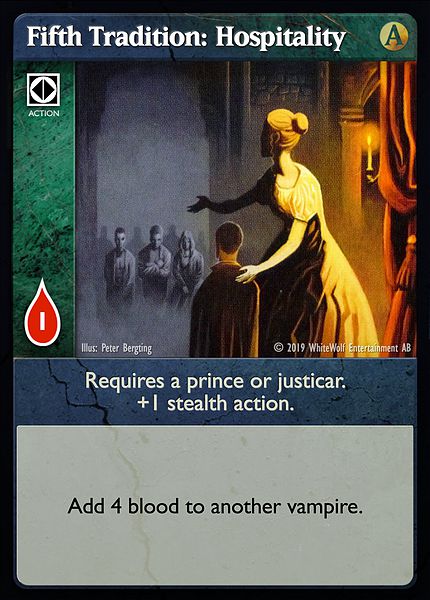 Fifth Tradition: Hospitality
A
ACTION
1
Illus: Peter Bergting
© 2019 WhiteWolf Entertainment AB
Requires a prince or justicar.
+1 stealth action.
Add 4 blood to another vampire.